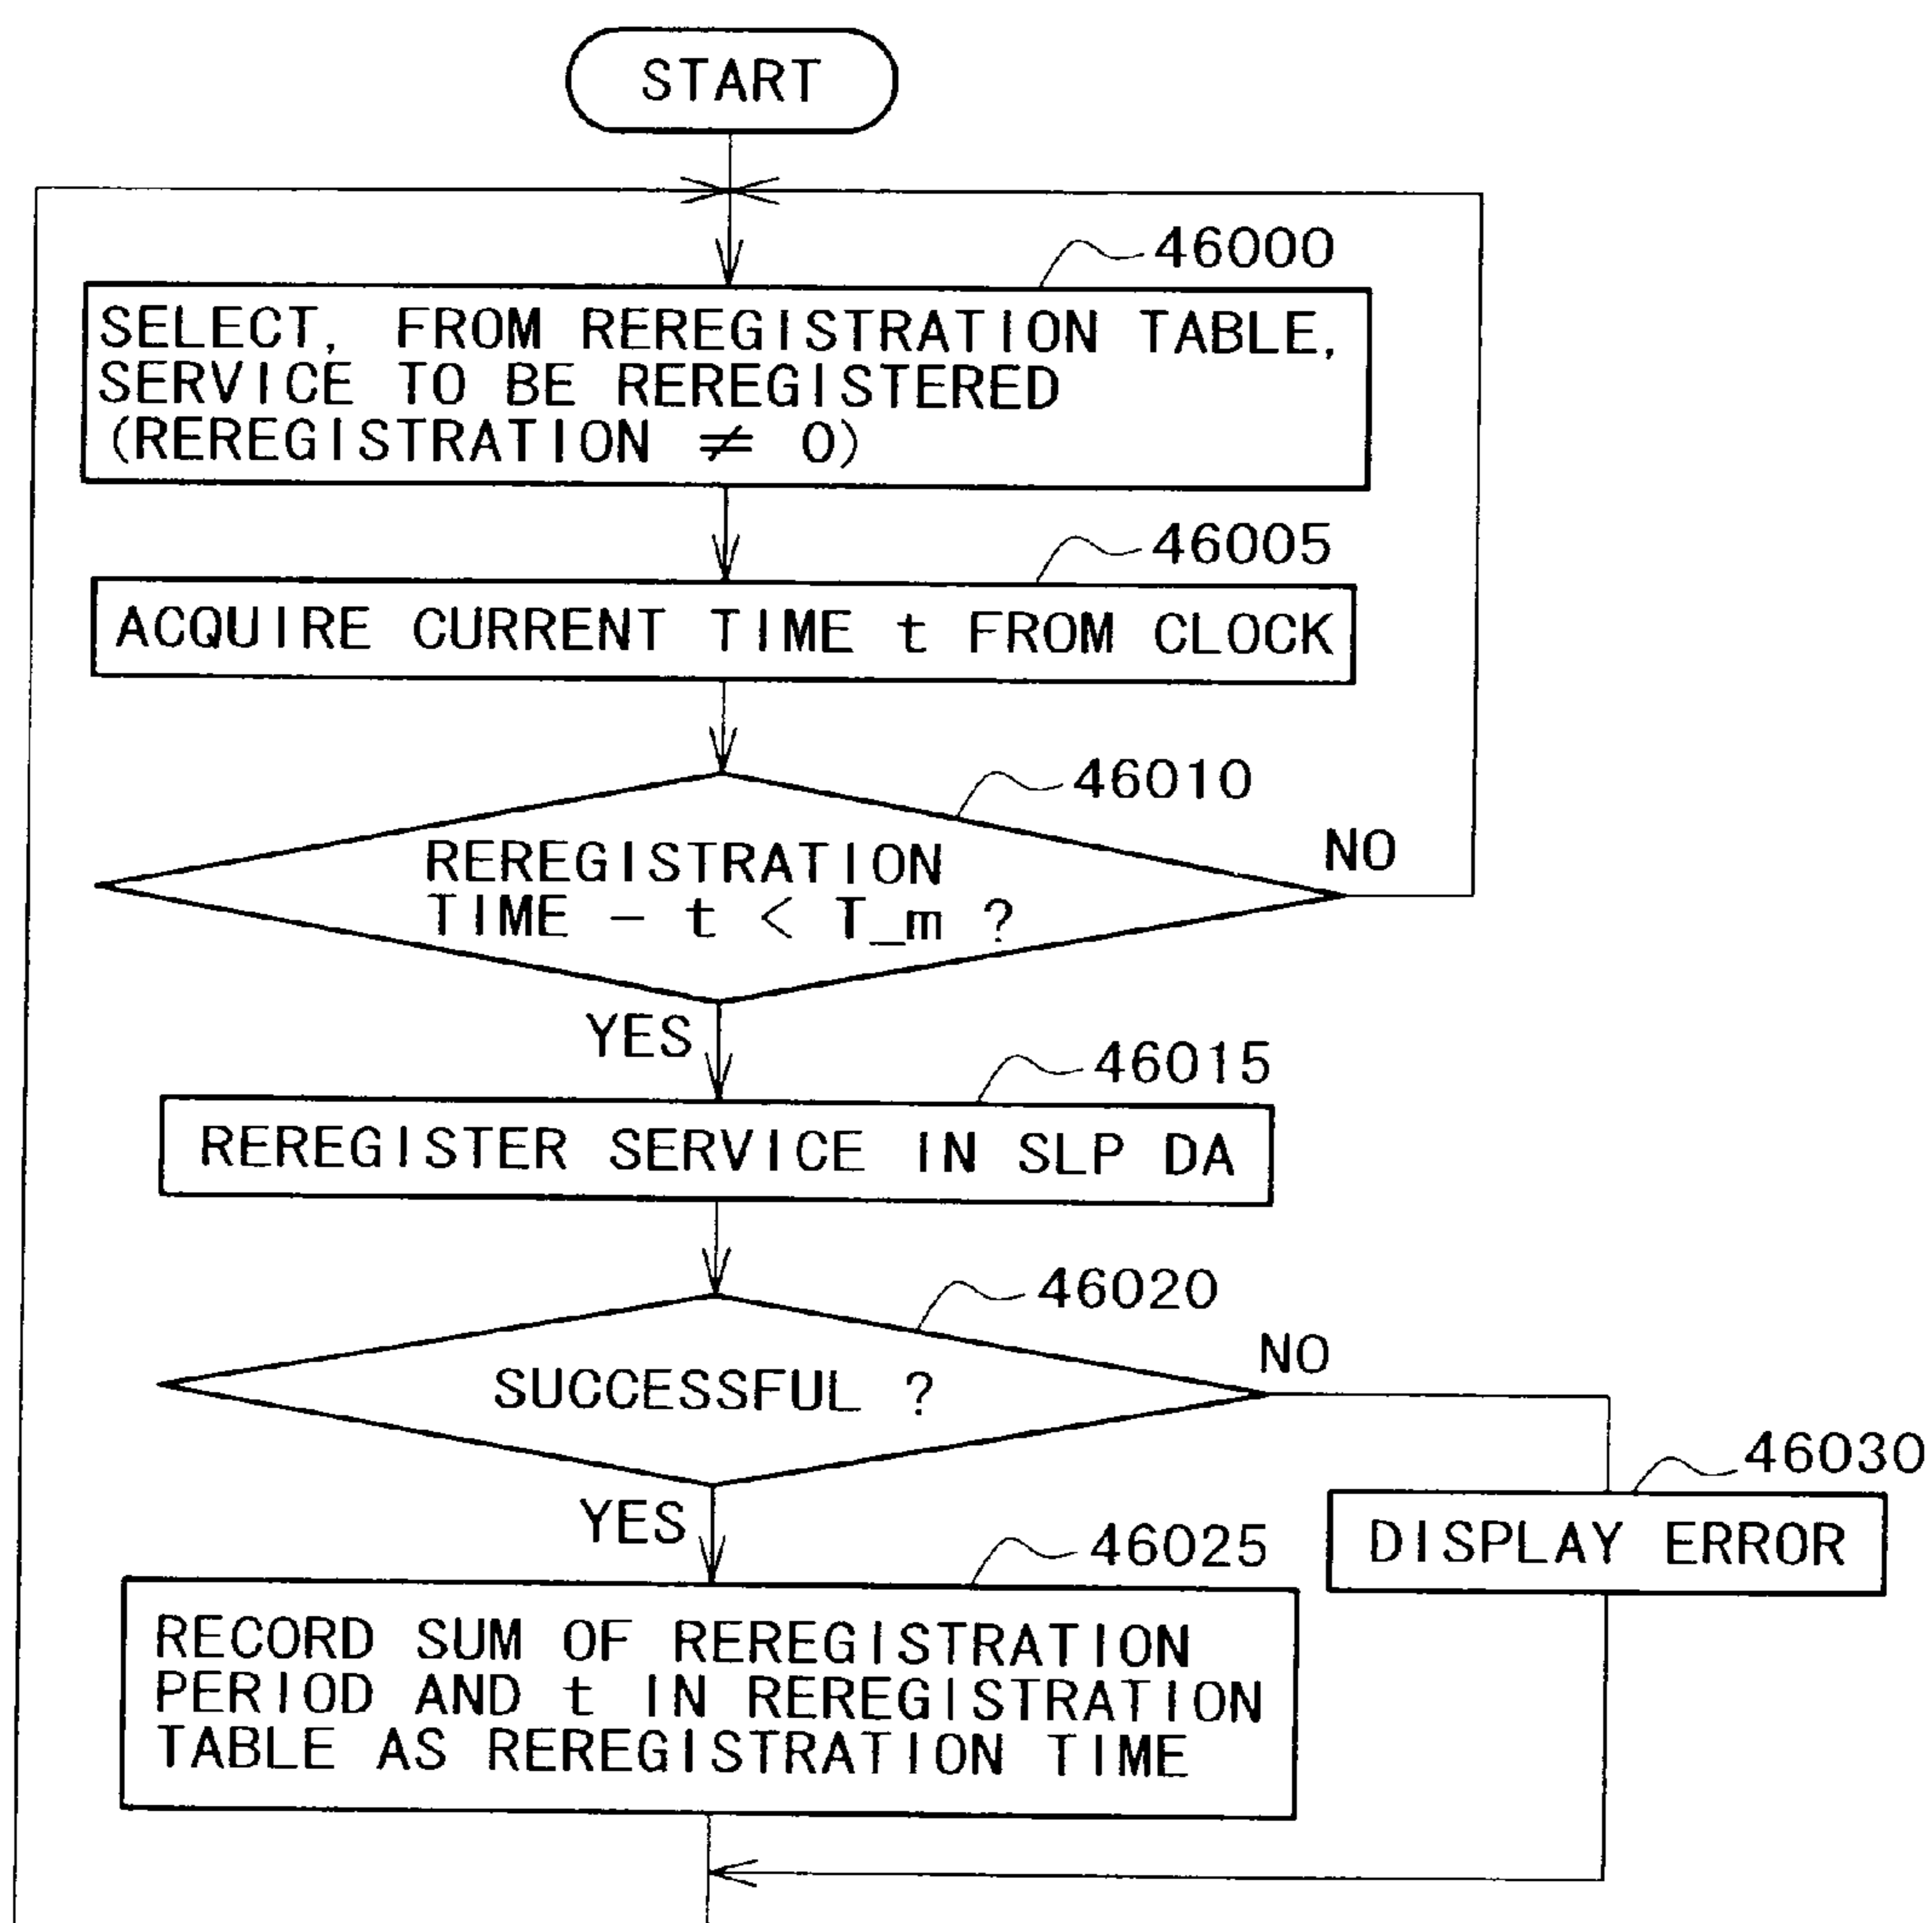 START
46000
SELECT, FROM REREGISTRATION TABLE,
SERVICE TO BE REREGISTERED
(REREGISTRATION ≠ 0)
46005
ACQUIRE CURRENT TIME t FROM CLOCK
46010
REREGISTRATION
TIME - t < T_m ?
NO
YES
46015
REREGISTER SERVICE IN SLP DA
46020
SUCCESSFUL ?
NO
YES
46030
DISPLAY ERROR
46025
RECORD SUM OF REREGISTRATION
PERIOD AND t IN REREGISTRATION
TABLE AS REREGISTRATION TIME